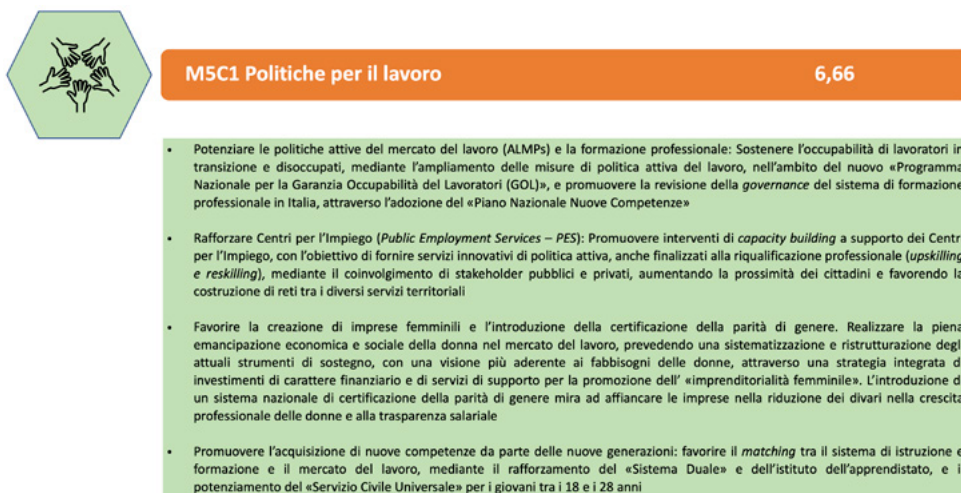 M5C1 Politiche per il lavoro 6,66
• Potenziare le politiche attive del mercato del lavoro (ALMPs) e la formazione professionale: Sostenere l'occupabilità di lavoratori in
transizione e disoccupati, mediante l'ampliamento delle misure di politica attiva del lavoro, nell'ambito del nuovo «Programma
Nazionale per la Garanzia Occupabilità del Lavoratori (GOL)», e promuovere la revisione della governance del sistema di formazione
professionale in Italia, attraverso l'adozione del «Piano Nazionale Nuove Competenze»
• Rafforzare Centri per l'Impiego (Public Employment Services – PES): Promuovere interventi di capacity building a supporto dei Centr
per l'Impiego, con l'obiettivo di fornire servizi innovativi di politica attiva, anche finalizzati alla riqualificazione professionale (upskilling
e reskilling), mediante il coinvolgimento di stakeholder pubblici e privati, aumentando la prossimità dei cittadini e favorendo la
costruzione di reti tra i diversi servizi territoriali
• Favorire la creazione di imprese femminili e l'introduzione della certificazione della parità di genere. Realizzare la piena
emancipazione economica e sociale della donna nel mercato del lavoro, prevedendo una sistematizzazione e ristrutturazione degl
attuali strumenti di sostegno, con una visione più aderente ai fabbisogni delle donne, attraverso una strategia integrata d
investimenti di carattere finanziario e di servizi di supporto per la promozione dell' «imprenditorialità femminile». L'introduzione d
un sistema nazionale di certificazione della parità di genere mira ad affiancare le imprese nella riduzione dei divari nella crescita
professionale delle donne e alla trasparenza salariale
• Promuovere l'acquisizione di nuove competenze da parte delle nuove generazioni: favorire il matching tra il sistema di istruzione e
formazione e il mercato del lavoro, mediante il rafforzamento del «Sistema Duale» e dell'istituto dell'apprendistato, e i
potenziamento del «Servizio Civile Universale» per i giovani tra i 18 e i 28 anni